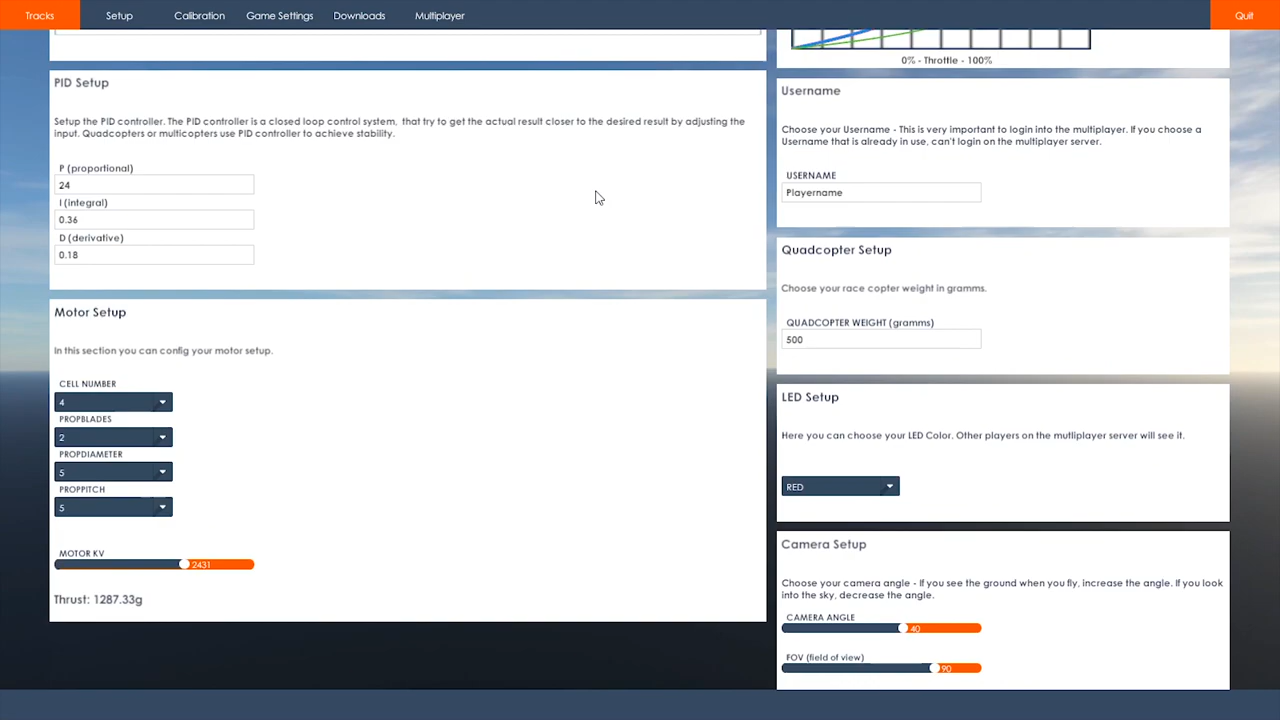 Tracks
Setup
Calibration
Game Settings
Downloads
Multiplayer
Quit
PID Setup
Setup the PID controller. The PID controller is a closed loop control system, that try to get the actual result closer to the desired result by adjusting the
input. Quadcopters or multicopters use PID controller to achieve stability.
P (proportional)
24
I (integral)
0.36
D (derivative)
0.18
Motor Setup
In this section you can config your motor setup.
CELL NUMBER
4
PROPBLADES
2
PROPDIAMETER
5
PROPPITCH
5
MOTOR KV
2431
Thrust: 1287.33g
0% - Throttle - 100%
Username
Choose your Username - This is very important to login into the multiplayer. If you choose a
Username that is already in use, can't login on the multiplayer server.
USERNAME
Playername
Quadcopter Setup
Choose your race copter weight in gramms.
QUADCOPTER WEIGHT (gramms)
500
LED Setup
Here you can choose your LED Color. Other players on the mutliplayer server will see it.
RED
Camera Setup
Choose your camera angle - If you see the ground when you fly, increase the angle. If you look
into the sky, decrease the angle.
CAMERA ANGLE
40
FOV (field of view)
90